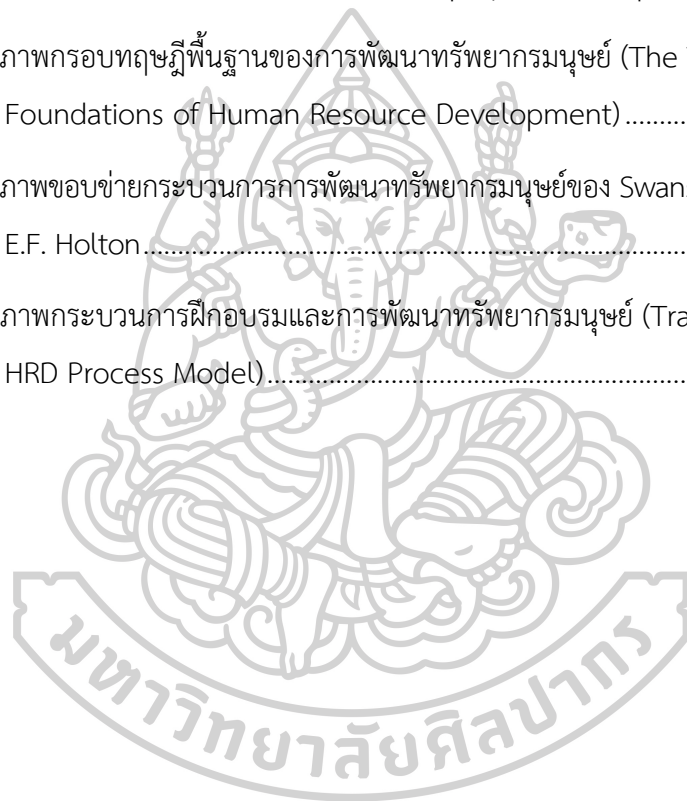 ภาพกรอบทฤษฎีพื้นฐานของการพัฒนาทรัพยากรมนุษย์ (The
Foundations of Human Resource Development)..........
ภาพขอบข่ายกระบวนการการพัฒนาทรัพยากรมนุษย์ของ Swan
E.F. Holton..........................................................................................
ภาพกระบวนการฝึกอบรมและการพัฒนาทรัพยากรมนุษย์ (Tra
HRD Process Model)......................................................................
มหาวิทยาลัยศิลปากร